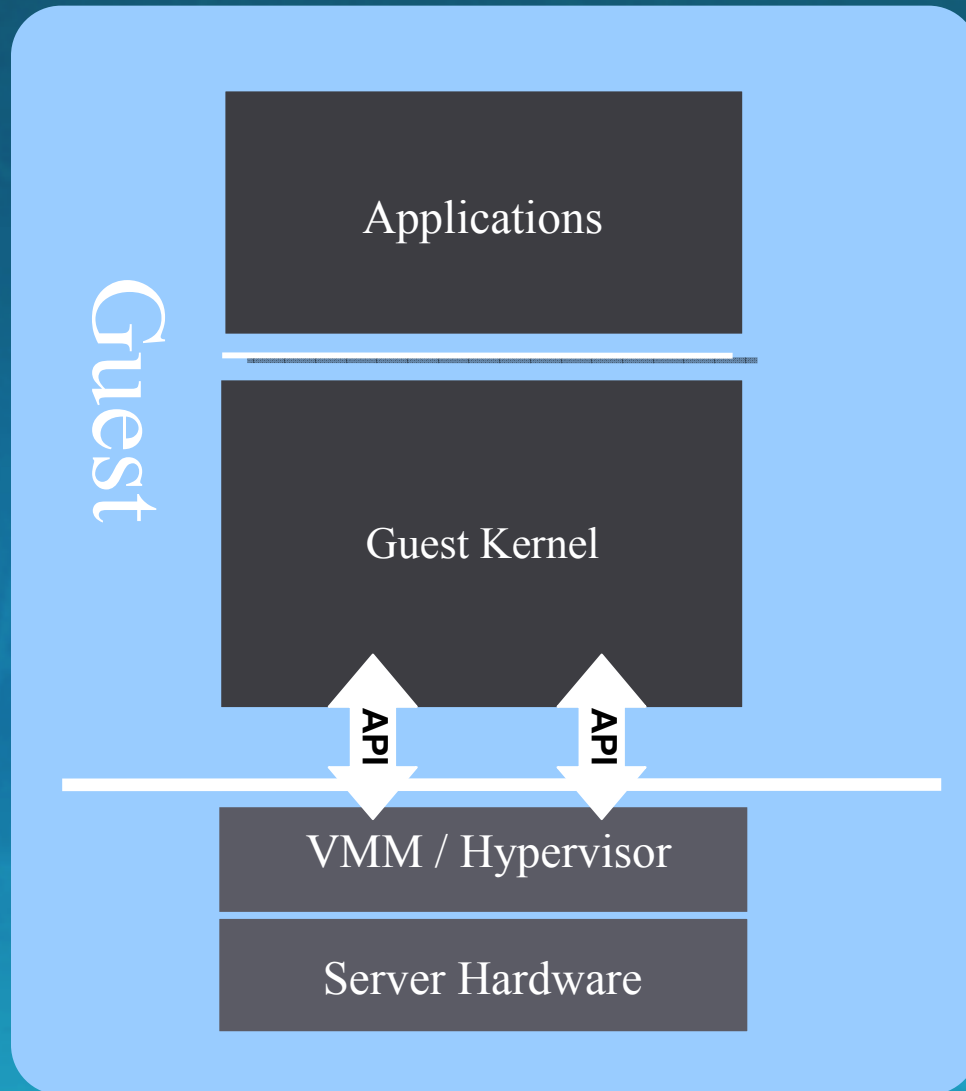 Applications
Guest
Guest Kernel
API
API
VMM / Hypervisor
Server Hardware